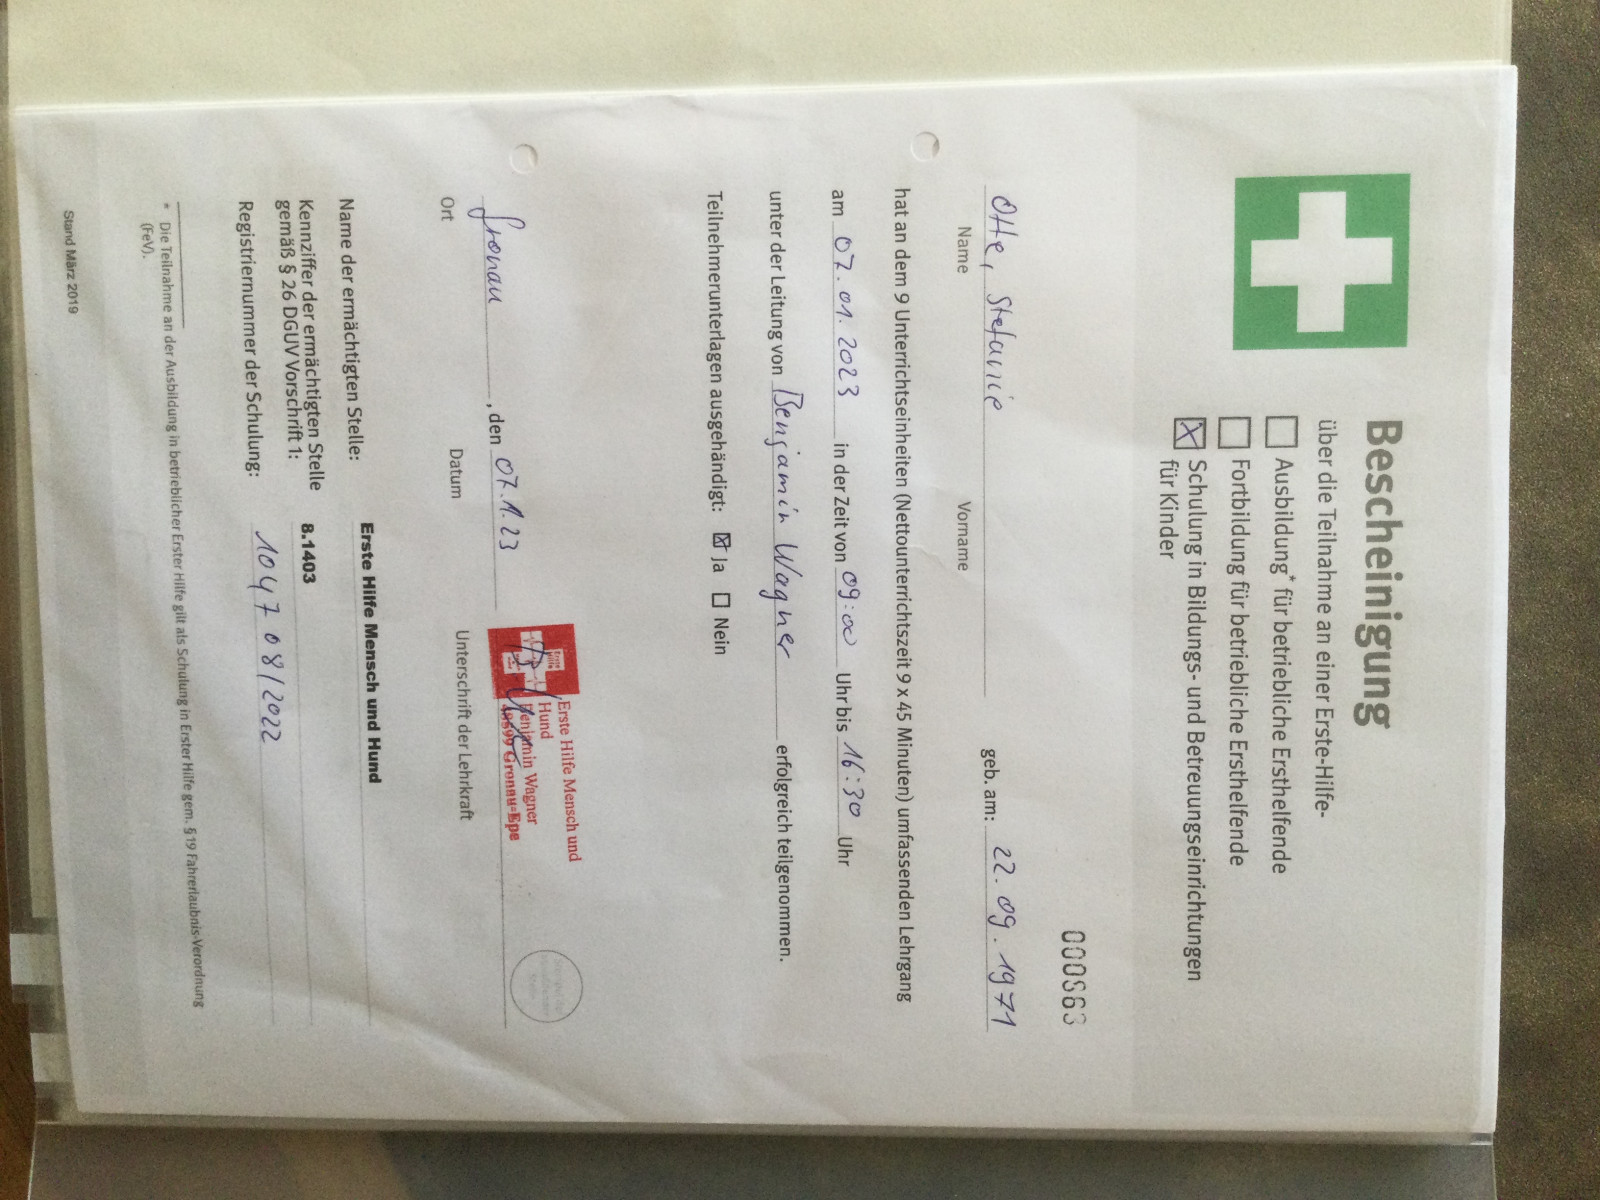 Bescheinigung
über die Teilnahme an einer Erste-Hilfe-
Ausbildung* für betriebliche Ersthelfende
Fortbildung für betriebliche Ersthelfende
X Schulung in Bildungs- und Betreuungseinrichtungen
für Kinder
000963
Otte, Stefanie geb. am: 22.09.1971
Name Vorname
hat an dem 9 Unterrichtseinheiten (Nettounterrichtszeit 9 x 45 Minuten) umfassenden Lehrgang
am 07.01.2023 in der Zeit von 09:00 Uhr bis 16:30 Uhr
unter der Leitung von Benjamin Wagner erfolgreich teilgenommen.
Teilnehmerunterlagen ausgehändigt: X Ja Nein
Erste Hilfe Mensch und
Hund
Benjamin Wagner
48599 Gronau-Epe
Gronau, den 07.1.23
Ort Datum Unterschrift der Lehrkraft
Name der ermächtigten Stelle: Erste Hilfe Mensch und Hund
Kennziffer der ermächtigten Stelle
gemäß § 26 DGUV Vorschrift 1: 8.1403
Registriernummer der Schulung: 1047 08/2022
* Die Teilnahme an der Ausbildung in betrieblicher Erster Hilfe gilt als Schulung in Erster Hilfe gem. § 19 Fahrerlaubnis-Verordnung
(FeV).
Stand März 2019